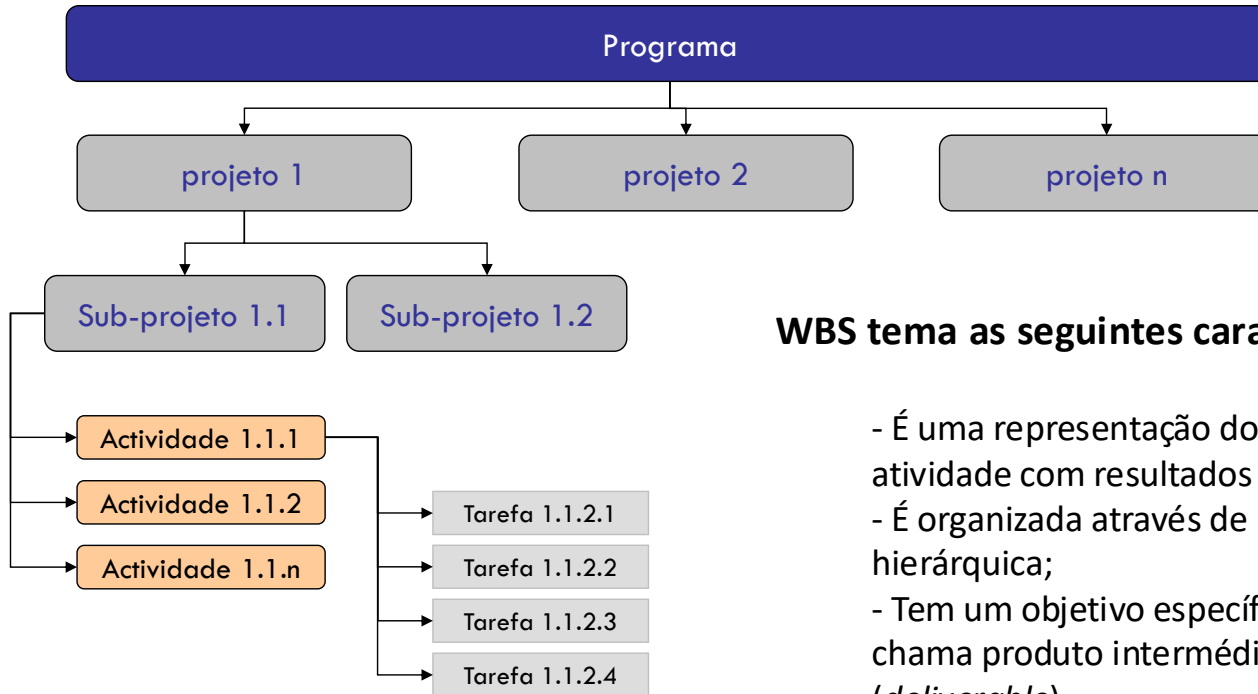 Programa
projeto 1
projeto 2
projeto n
Sub-projeto 1.1
Sub-projeto 1.2
WBS tema as seguintes cara
- É uma representação do
atividade com resultados
- É organizada através de
hierárquica;
- Tem um objetivo específ
chama produto intermédi
(deliverable)
Actividade 1.1.1
Actividade 1.1.2
Actividade 1.1.n
Tarefa 1.1.2.1
Tarefa 1.1.2.2
Tarefa 1.1.2.3
Tarefa 1.1.2.4